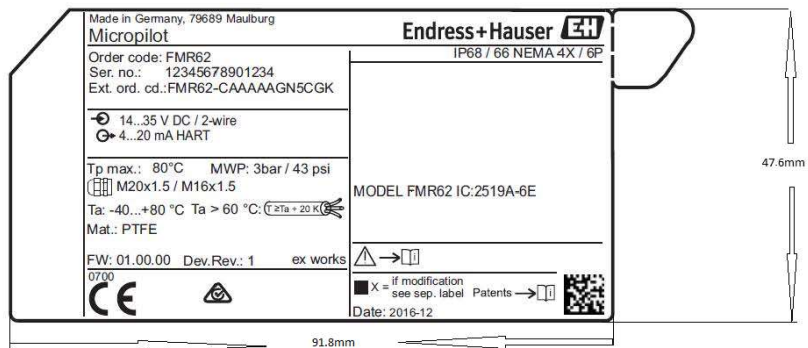 Made in Germany, 79689 Maulburg
Micropilot
Endress+Hauser EH
IP68 / 66 NEMA 4X / 6P
Order code: FMR62
Ser. no.: 12345678901234
Ext. ord. cd.:FMR62-CAAAAAGN5CGK
14...35 V DC / 2-wire
4...20 mA HART
Tp max.: 80°C MWP: 3bar / 43 psi
M20x1.5 / M16x1.5
Ta: -40...+80 °C Ta > 60 °C: T ≥Ta + 20 K
Mat.: PTFE
FW: 01.00.00 Dev.Rev.: 1 ex works
0700
CE
MODEL FMR62 IC:2519A-6E
⚠→i
X = if modification
see sep. label Patents →i
Date: 2016-12
47.6mm
91.8mm